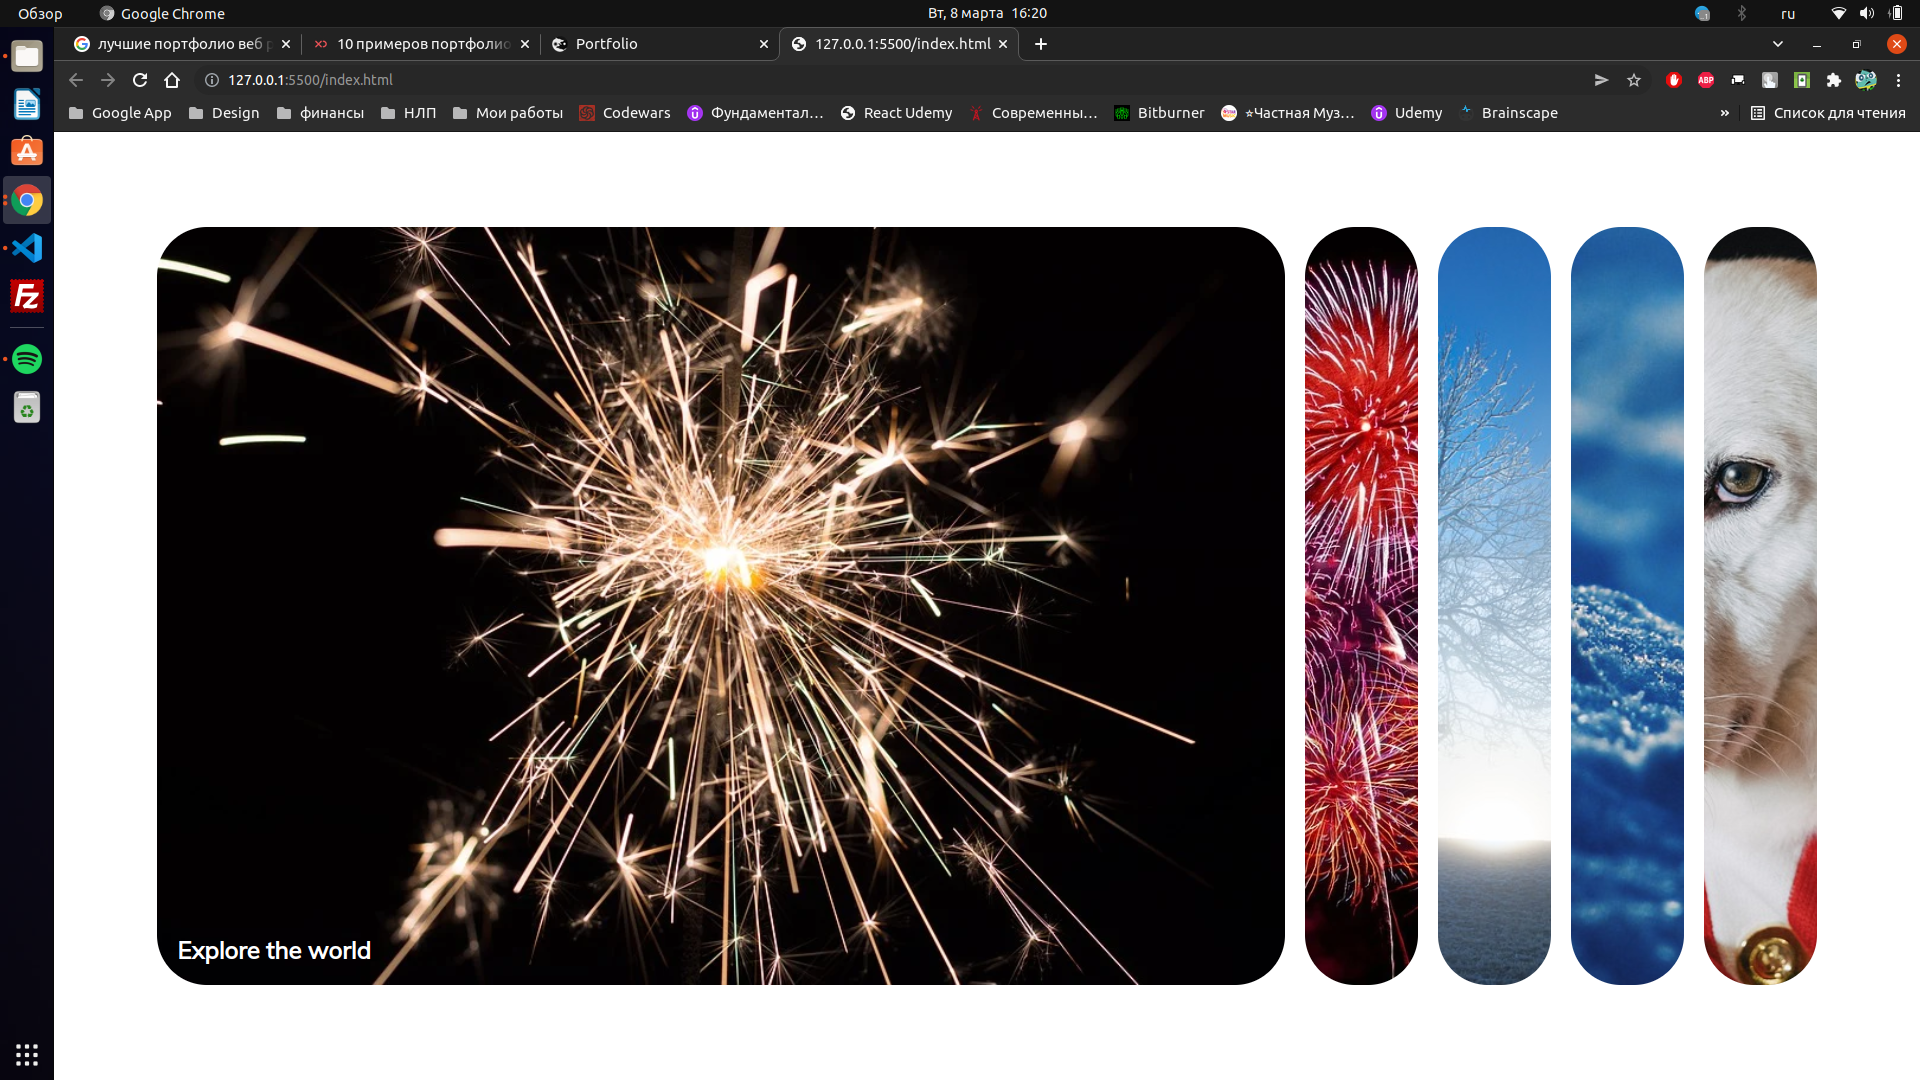 Обзор
Google Chrome
Вт, 8 марта 16:20
ru
лучшие портфолио веб р
10 примеров портфолио
Portfolio
127.0.0.1:5500/index.html
127.0.0.1:5500/index.html
ABP
Google App
Design
финансы
НЛП
Мои работы
Codewars
Фундаментал...
React Udemy
Современны...
Bitburner
⭐Частная Муз...
Udemy
Brainscape
»
Список для чтения
Fz
Explore the world